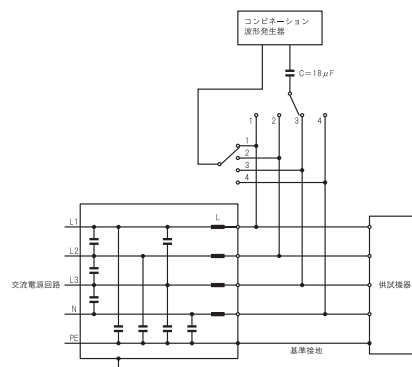 コンビネーション
波形発生器
C=18μF
1 2 3 4
1
2
3
4
L1 L
L2
L3
交流電源回路 供試機器
N
PE
基準接地